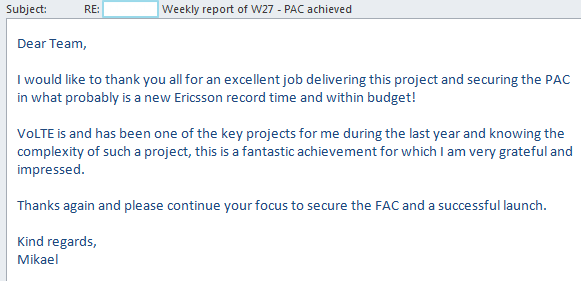 Subject: RE: Weekly report of W27 - PAC achieved
Dear Team,
I would like to thank you all for an excellent job delivering this project and securing the PAC
in what probably is a new Ericsson record time and within budget!
VoLTE is and has been one of the key projects for me during the last year and knowing the
complexity of such a project, this is a fantastic achievement for which I am very grateful and
impressed.
Thanks again and please continue your focus to secure the FAC and a successful launch.
Kind regards,
Mikael